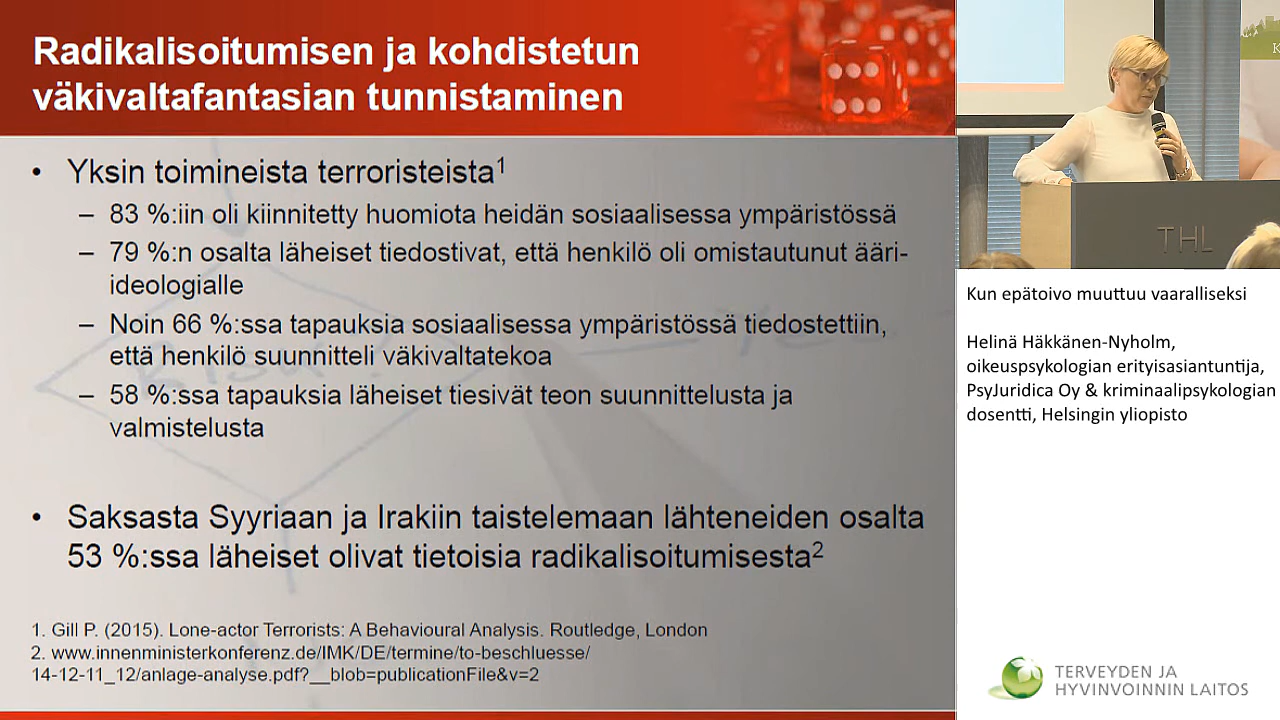 Radikalisoitumisen ja kohdistetun
väkivaltafantasian tunnistaminen
• Yksin toimineista terroristeista1
– 83 %:iin oli kiinnitetty huomiota heidän sosiaalisessa ympäristössä
– 79 %:n osalta läheiset tiedostivat, että henkilö oli omistautunut ääri-
ideologialle
– Noin 66 %:ssa tapauksia sosiaalisessa ympäristössä tiedostettiin,
että henkilö suunnitteli väkivaltatekoa
– 58 %:ssa tapauksia läheiset tiesivät teon suunnittelusta ja
valmistelusta
• Saksasta Syyriaan ja Irakiin taistelemaan lähteneiden osalta
53 %:ssa läheiset olivat tietoisia radikalisoitumisesta2
1. Gill P. (2015). Lone-actor Terrorists: A Behavioural Analysis. Routledge, London
2. www.innenministerkonferenz.de/IMK/DE/termine/to-beschluesse/
14-12-11_12/anlage-analyse.pdf?__blob=publicationFile&v=2
THL
K
Kun epätoivo muuttuu vaaralliseksi
Helinä Häkkänen-Nyholm,
oikeuspsykologian erityisasiantuntija,
PsyJuridica Oy & kriminaalipsykologian
dosentti, Helsingin yliopisto
TERVEYDEN JA
HYVINVOINNIN LAITOS